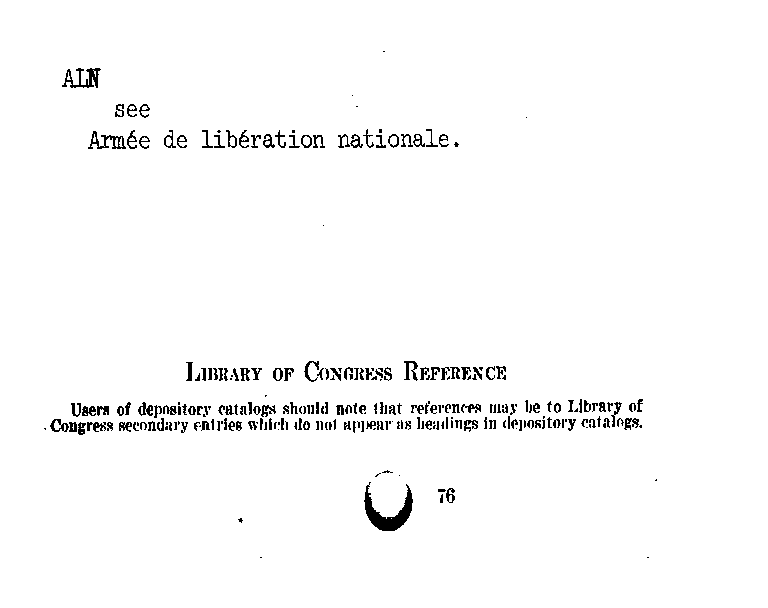 ALN
see
Armée de libération nationale.
LIBRARY OF CONGRESS REFERENCE
Users of depository catalogs should note that references may be to Library of
Congress secondary entries which do not appear as headings in depository catalogs.
76